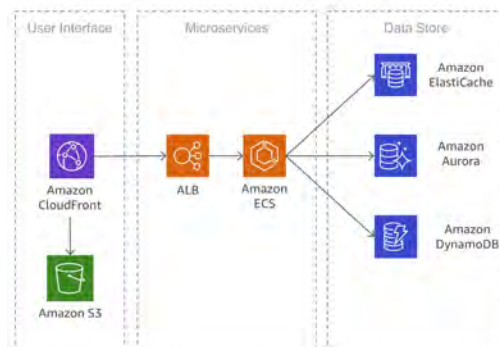 User Interface
Microservices
Data Store
Amazon
ElastiCache
Amazon
CloudFront
ALB
Amazon
ECS
Amazon
Aurora
Amazon
DynamoDB
Amazon S3